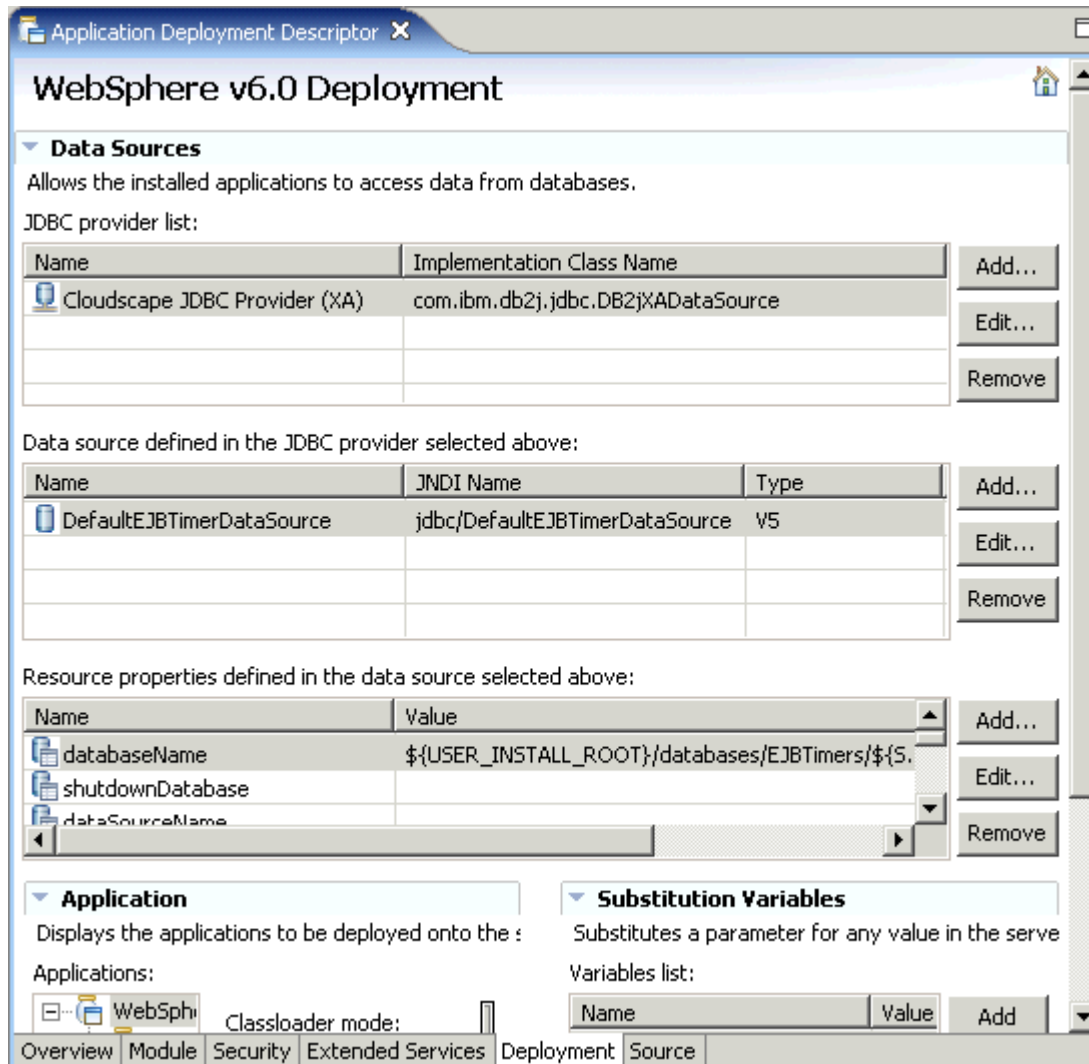 Application Deployment Descriptor
WebSphere v6.0 Deployment
Data Sources
Allows the installed applications to access data from databases.
JDBC provider list:
Name Implementation Class Name
Add...
Cloudscape JDBC Provider (XA) com.ibm.db2j.jdbc.DB2jXADataSource
Edit...
Remove
Data source defined in the JDBC provider selected above:
Name JNDI Name Type
Add...
DefaultEJBTimerDataSource jdbc/DefaultEJBTimerDataSource V5
Edit...
Remove
Resource properties defined in the data source selected above:
Name Value
Add...
databaseName ${USER_INSTALL_ROOT}/databases/EJBTimers/${S.
Edit...
shutdownDatabase
dataSourceName
Remove
Application Substitution Variables
Displays the applications to be deployed onto the s Substitutes a parameter for any value in the serve
Applications: Variables list:
WebSph Classloader mode: Name Value Add
Overview Module Security Extended Services Deployment Source